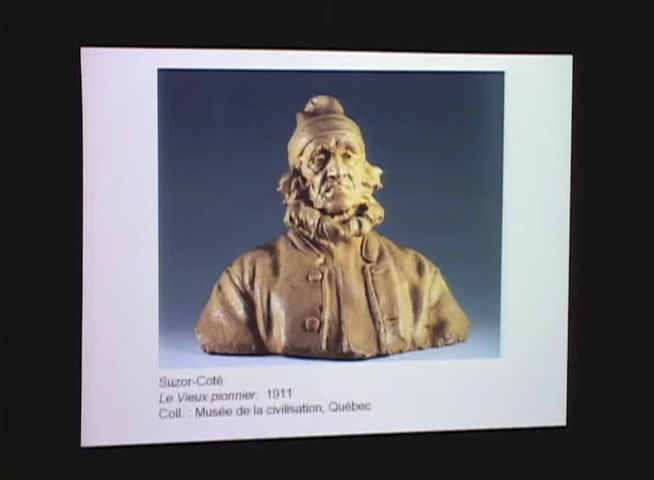 Suzor-Coté
Le Vieux pionnier, 1911
Coll. : Musée de la civilisation, Québec